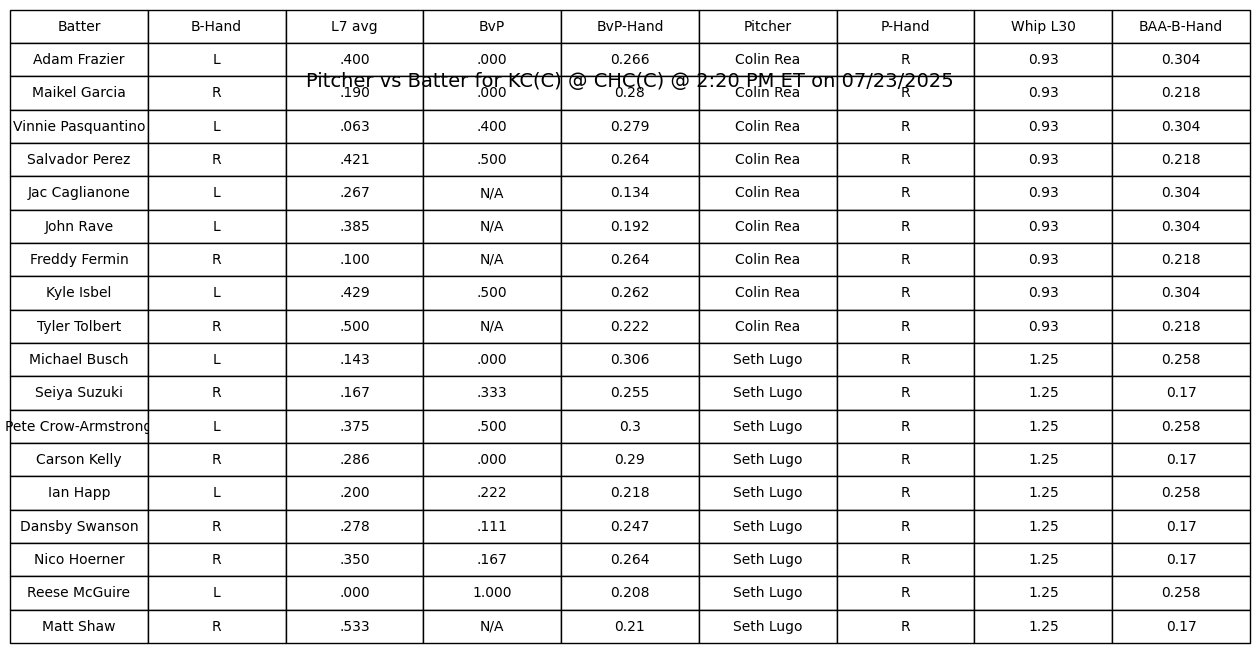 Batter B-Hand L7 avg BvP BvP-Hand Pitcher P-Hand Whip L30 BAA-B-Hand
Adam Frazier L .400 .000 0.266 Colin Rea R 0.93 0.304
Pitcher vs Batter for KC(C) @ CHC(C) @ 2:20 PM ET on 07/23/2025
Maikel Garcia R .190 .000 0.28 Colin Rea R 0.93 0.218
Vinnie Pasquantino L .063 .400 0.279 Colin Rea R 0.93 0.304
Salvador Perez R .421 .500 0.264 Colin Rea R 0.93 0.218
Jac Caglianone L .267 N/A 0.134 Colin Rea R 0.93 0.304
John Rave L .385 N/A 0.192 Colin Rea R 0.93 0.304
Freddy Fermin R .100 N/A 0.264 Colin Rea R 0.93 0.218
Kyle Isbel L .429 .500 0.262 Colin Rea R 0.93 0.304
Tyler Tolbert R .500 N/A 0.222 Colin Rea R 0.93 0.218
Michael Busch L .143 .000 0.306 Seth Lugo R 1.25 0.258
Seiya Suzuki R .167 .333 0.255 Seth Lugo R 1.25 0.17
Pete Crow-Armstrong L .375 .500 0.3 Seth Lugo R 1.25 0.258
Carson Kelly R .286 .000 0.29 Seth Lugo R 1.25 0.17
Ian Happ L .200 .222 0.218 Seth Lugo R 1.25 0.258
Dansby Swanson R .278 .111 0.247 Seth Lugo R 1.25 0.17
Nico Hoerner R .350 .167 0.264 Seth Lugo R 1.25 0.17
Reese McGuire L .000 1.000 0.208 Seth Lugo R 1.25 0.258
Matt Shaw R .533 N/A 0.21 Seth Lugo R 1.25 0.17